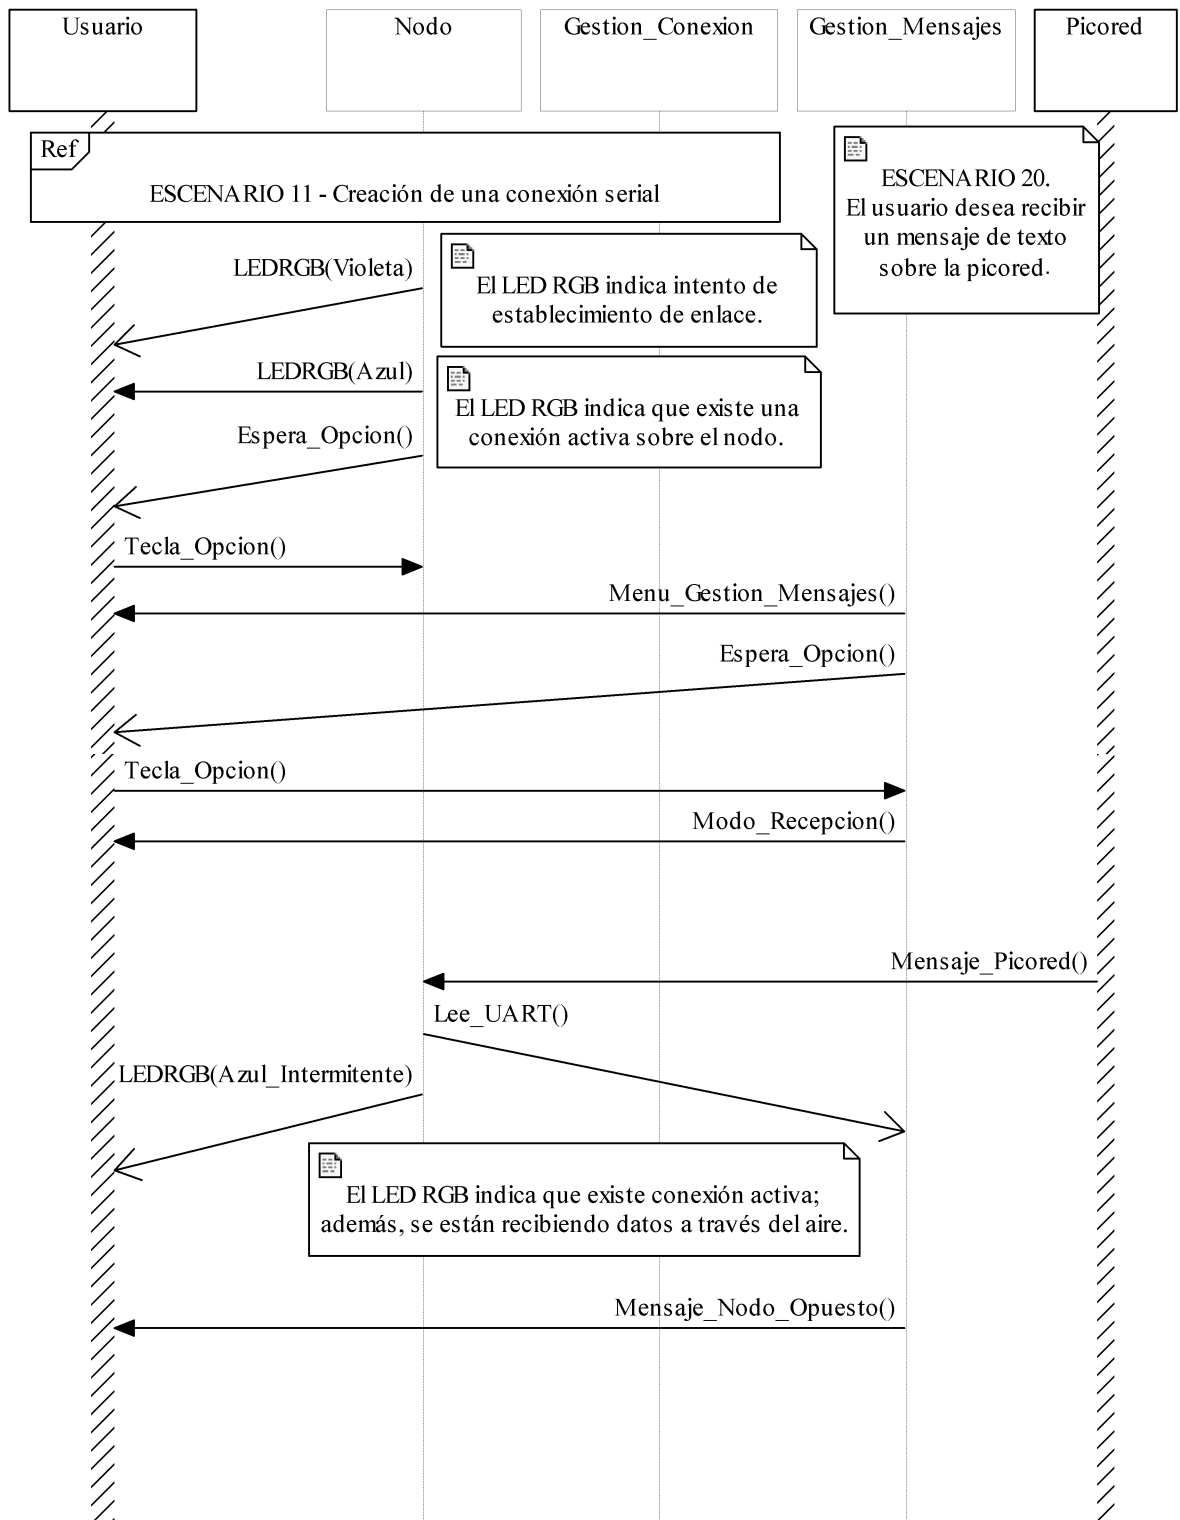 Usuario
Nodo
Gestion_Conexion
Gestion_Mensajes
Picored
Ref
ESCENARIO 11 - Creación de una conexión serial
ESCENARIO 20.
El usuario desea recibir
un mensaje de texto
sobre la picored.
LEDRGB(Violeta)
El LED RGB indica intento de
establecimiento de enlace.
LEDRGB(Azul)
El LED RGB indica que existe una
conexión activa sobre el nodo.
Espera_Opcion()
Tecla_Opcion()
Menu_Gestion_Mensajes()
Espera_Opcion()
Tecla_Opcion()
Modo_Recepcion()
Mensaje_Picored()
Lee_UART()
LEDRGB(Azul_Intermitente)
El LED RGB indica que existe conexión activa;
además, se están recibiendo datos a través del aire.
Mensaje_Nodo_Opuesto()